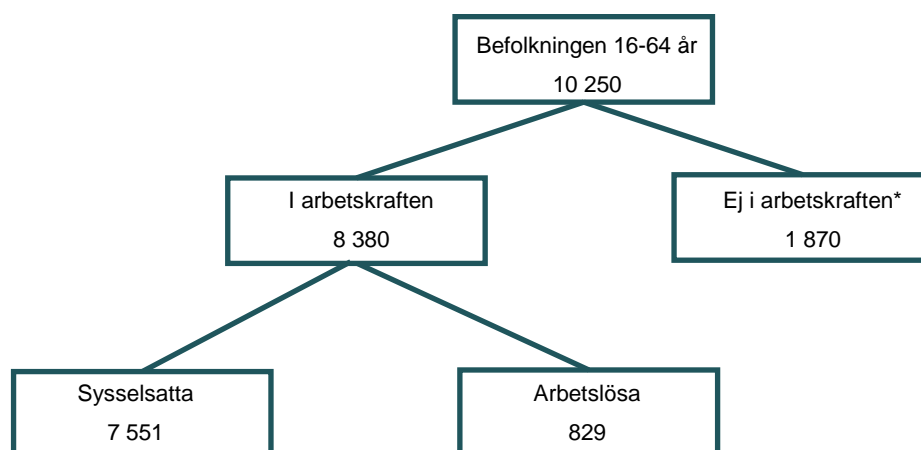 Befolkningen 16-64 år
10 250
I arbetskraften
8 380
Ej i arbetskraften*
1 870
Sysselsatta
7 551
Arbetslösa
829